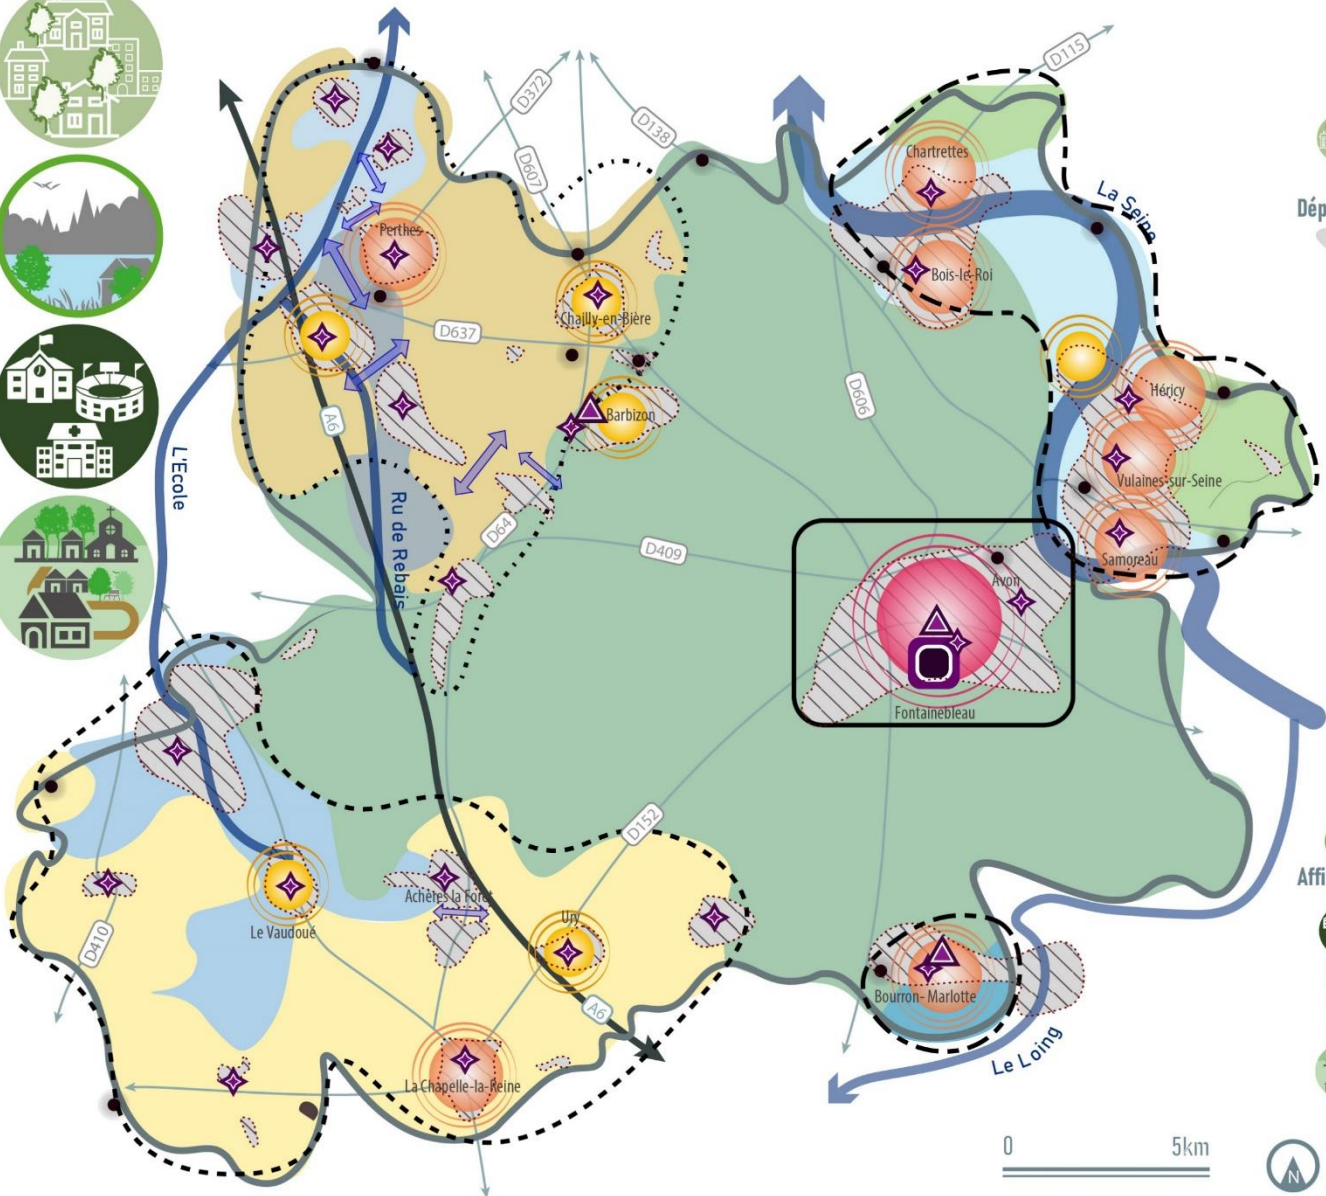 D115
D372
D138
D607
Chartrettes
La Seine
Dép
Perthes
Bois-le-Roi
Chailly-en-Bière
D637
D606
Héricy
A6
Barbizon
L'Ecole
Vulaines-sur-Seine
Ru de Rebais
D64
D409
Samoreau
Avon
Fontainebleau
D152
Achères la Forêt
Affi
Ury
Le Vaudoué
D410
Bourron- Marlotte
A6
Le Loing
La Chapelle-la-Reine
0 5km
N